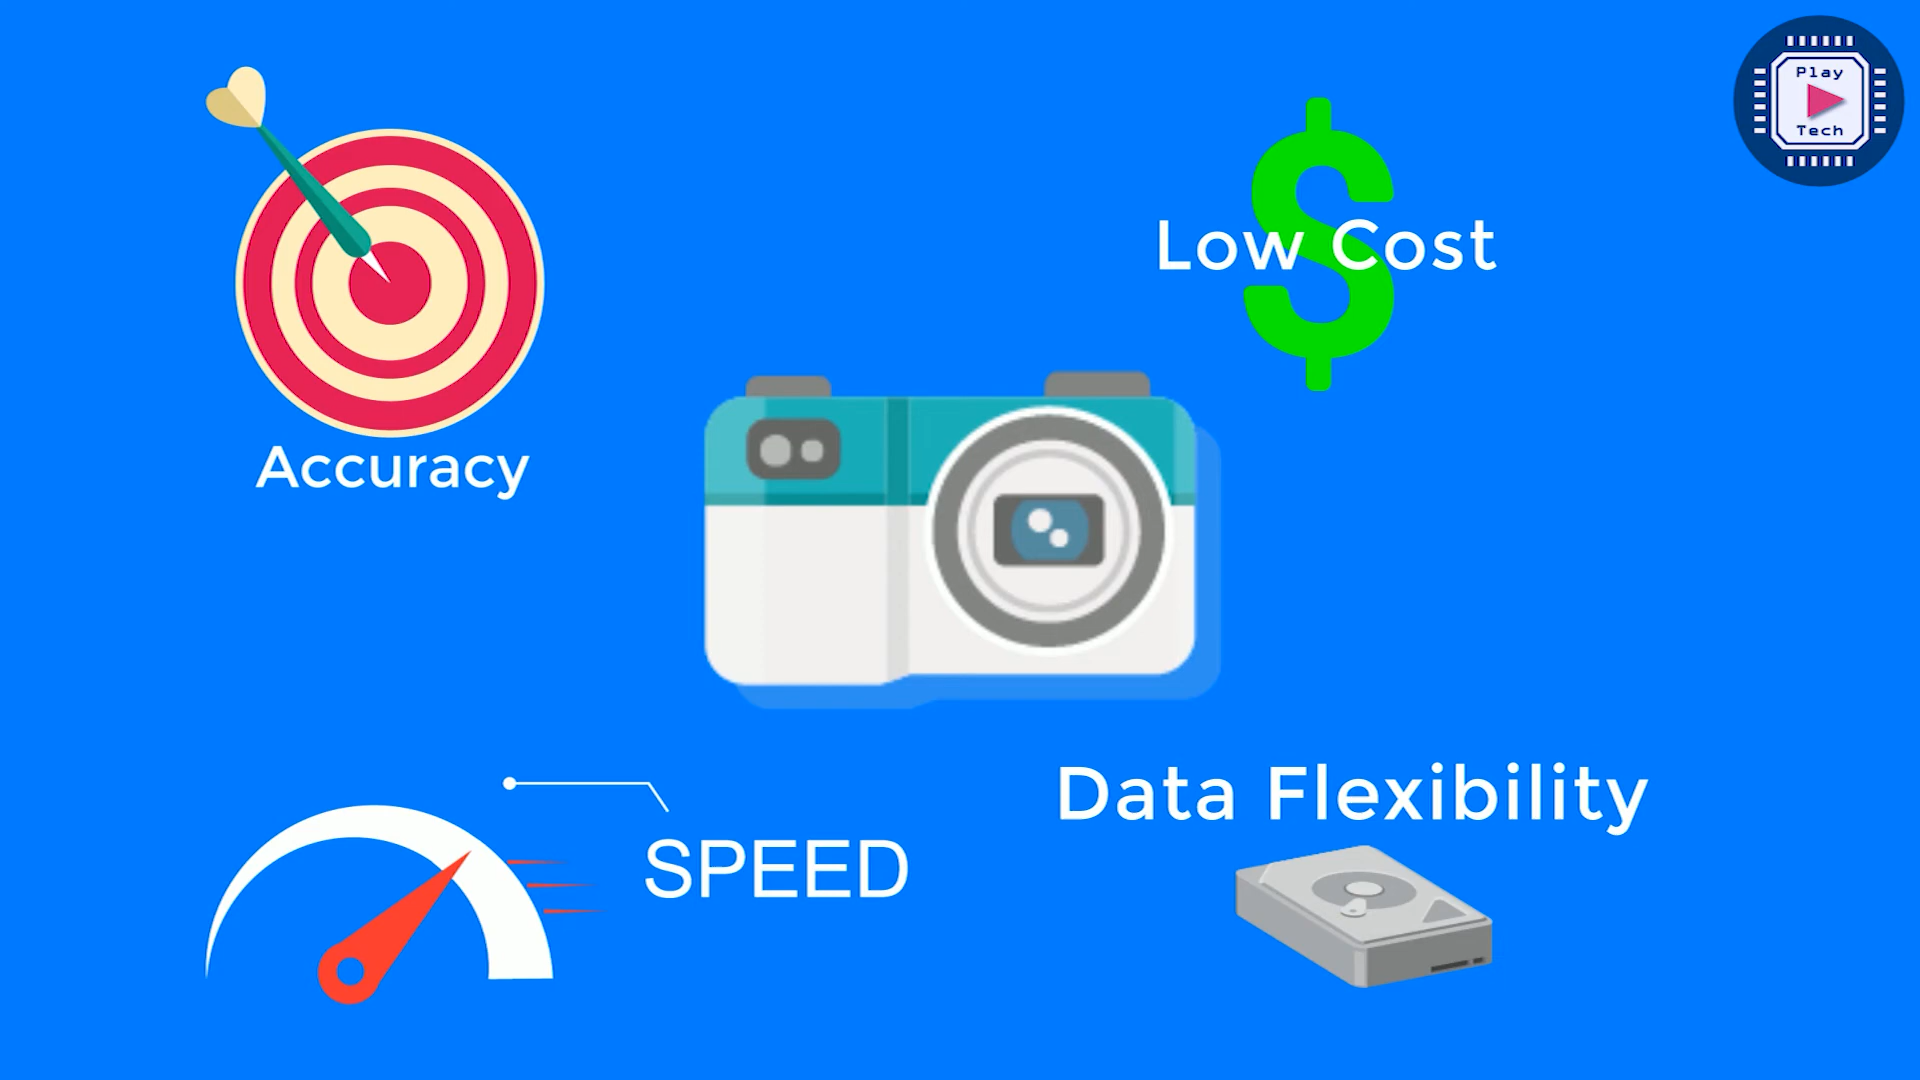 Play
Tech
Low Cost
Accuracy
Data Flexibility
SPEED